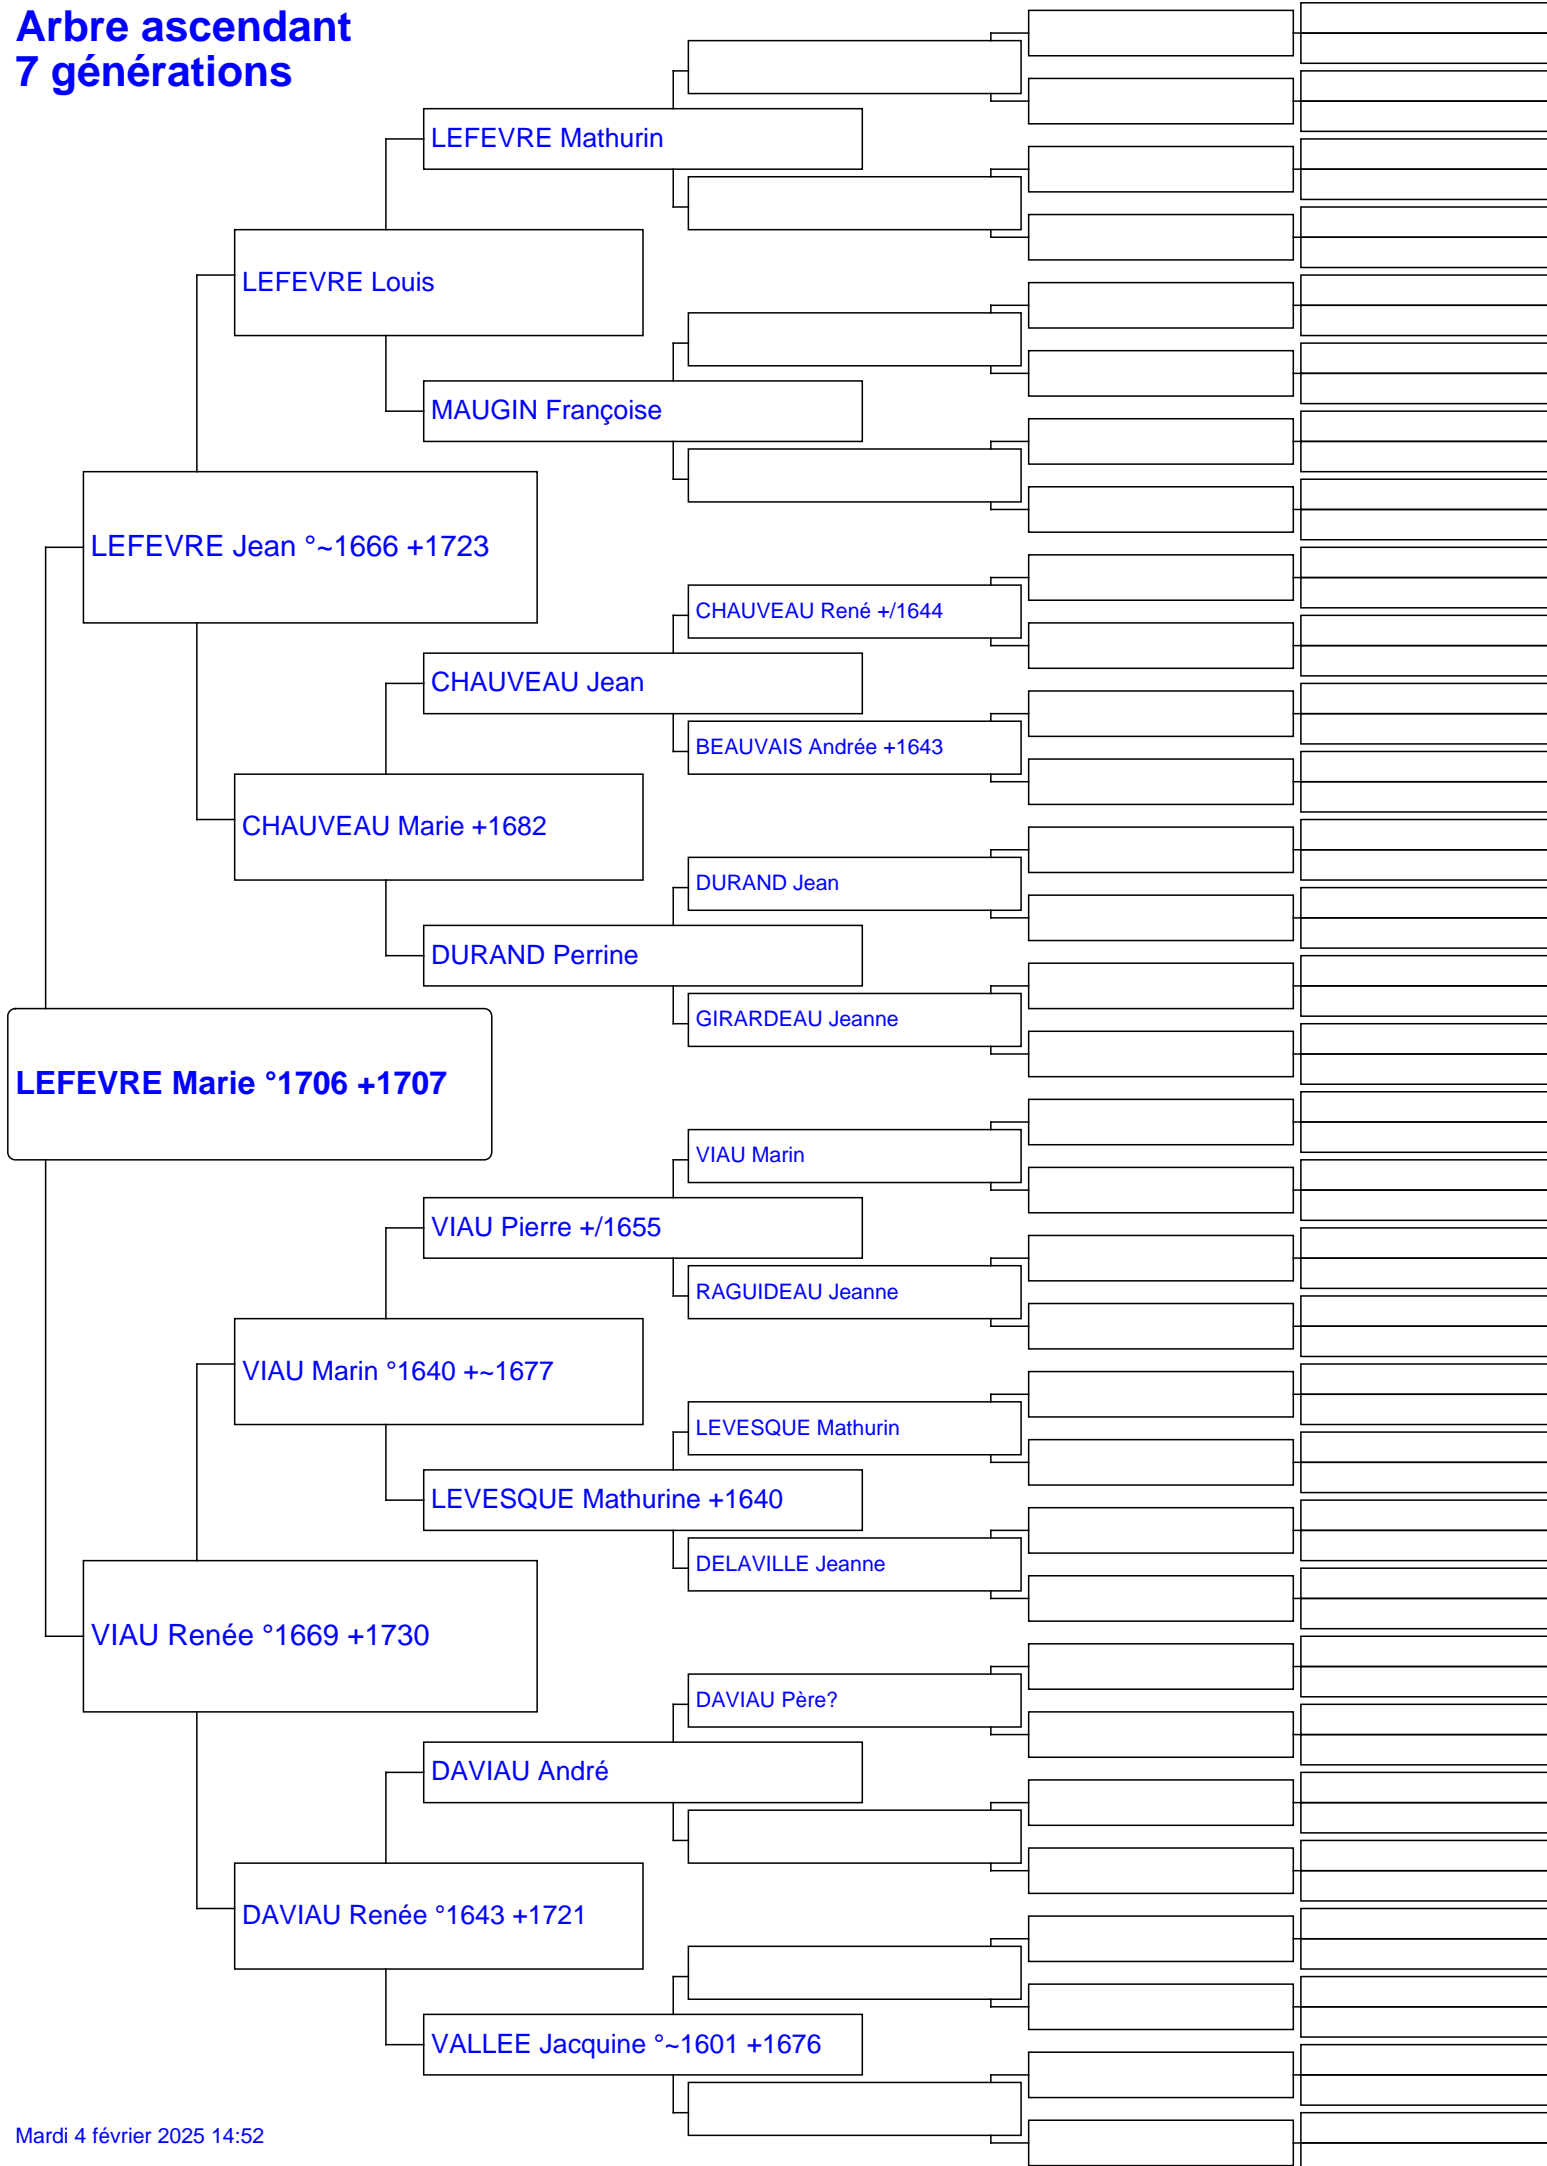 Arbre ascendant
7 générations
LEFEVRE Mathurin
LEFEVRE Louis
MAUGIN Françoise
LEFEVRE Jean °~1666 +1723
CHAUVEAU René +/1644
CHAUVEAU Jean
BEAUVAIS Andrée +1643
CHAUVEAU Marie +1682
DURAND Jean
DURAND Perrine
GIRARDEAU Jeanne
LEFEVRE Marie °1706 +1707
VIAU Marin
VIAU Pierre +/1655
RAGUIDEAU Jeanne
VIAU Marin °1640 +~1677
LEVESQUE Mathurin
LEVESQUE Mathurine +1640
DELAVILLE Jeanne
VIAU Renée °1669 +1730
DAVIAU Père?
DAVIAU André
DAVIAU Renée °1643 +1721
VALLEE Jacquine °~1601 +1676
Mardi 4 février 2025 14:52